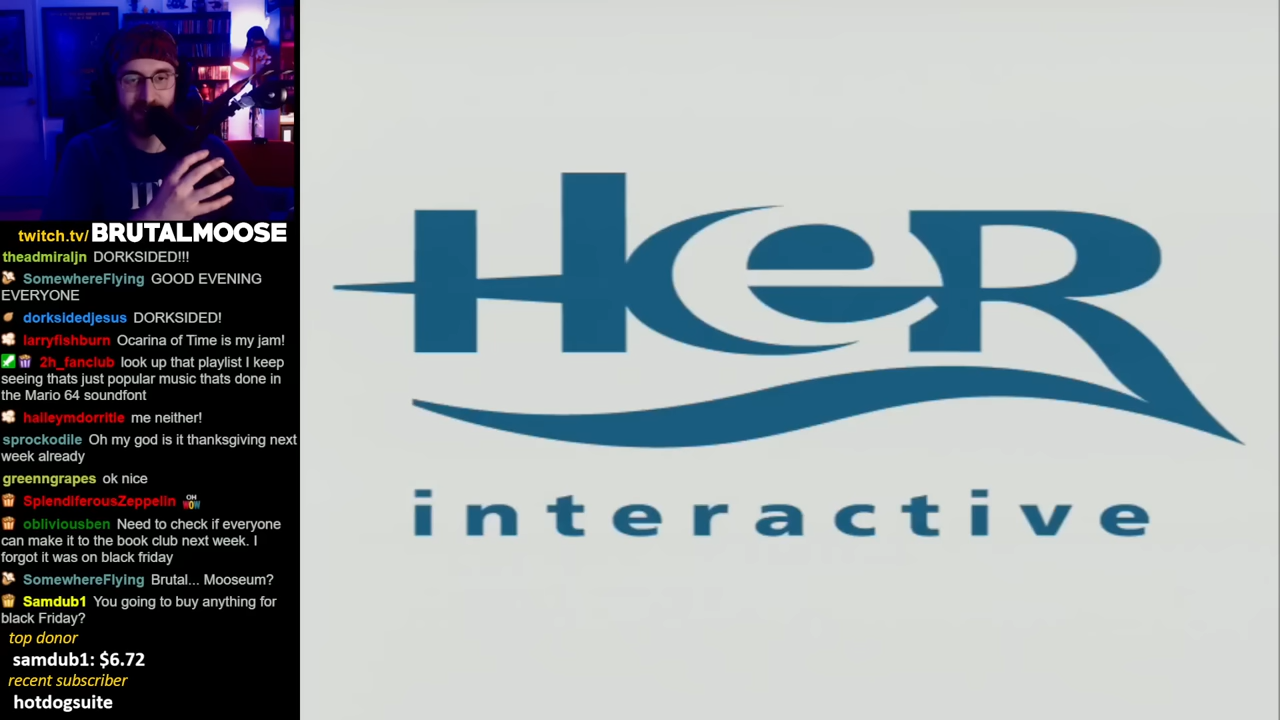 twitch.tv/BRUTALMOOSE
theadmiraljn DORKSIDED!!!
SomewhereFlying GOOD EVENING
EVERYONE
dorksidedjesus DORKSIDED!
larryfishburn Ocarina of Time is my jam!
2h_fanclub look up that playlist I keep
seeing thats just popular music thats done in
the Mario 64 soundfont
haileymdorritie me neither!
sprockodile Oh my god is it thanksgiving next
week already
greenngrapes ok nice
SplendiferousZeppelin OH WOW
obliviousben Need to check if everyone
can make it to the book club next week. I
forgot it was on black friday
SomewhereFlying Brutal... Mooseum?
Samdub1 You going to buy anything for
black Friday?
top donor
samdub1: $6.72
recent subscriber
hotdogsuite
HeR
interactive